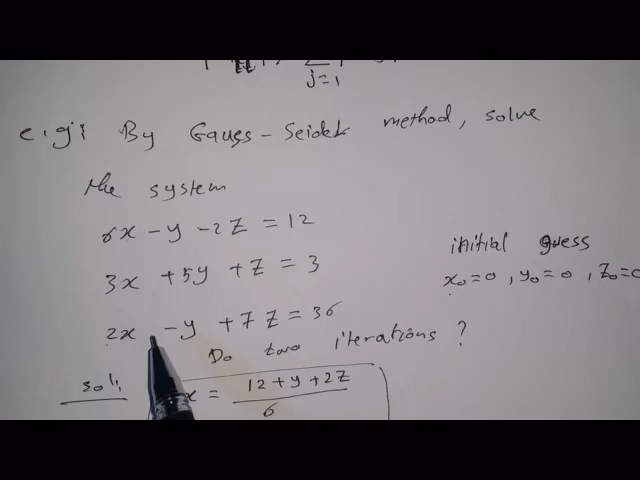 j=1
e.g: By Gauss-Seidel method, solve
the system
6x - y - 2z = 12
3x + 5y + z = 3
2x - y + 7z = 36
initial guess
x₀=0, y₀=0, z₀=0
Do two iterations ?
sol:
x = 12+y+2z / 6